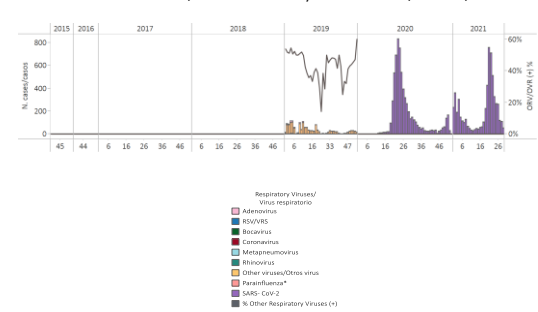 2015 2016 2017 2018 2019 2020 2021
800 60%
600
40%
400
20%
200
0 0%
N. cases/casos
ORV/OVR (+) %
45 44 6 16 26 36 46 6 16 26 36 46 6 19 33 47 6 16 26 36 46 6 16 26
Respiratory Viruses/
Virus respiratorio
Adenovirus
RSV/VRS
Bocavirus
Coronavirus
Metapneumovirus
Rhinovirus
Other viruses/Otros virus
Parainfluenza*
SARS- CoV-2
% Other Respiratory Viruses (+)